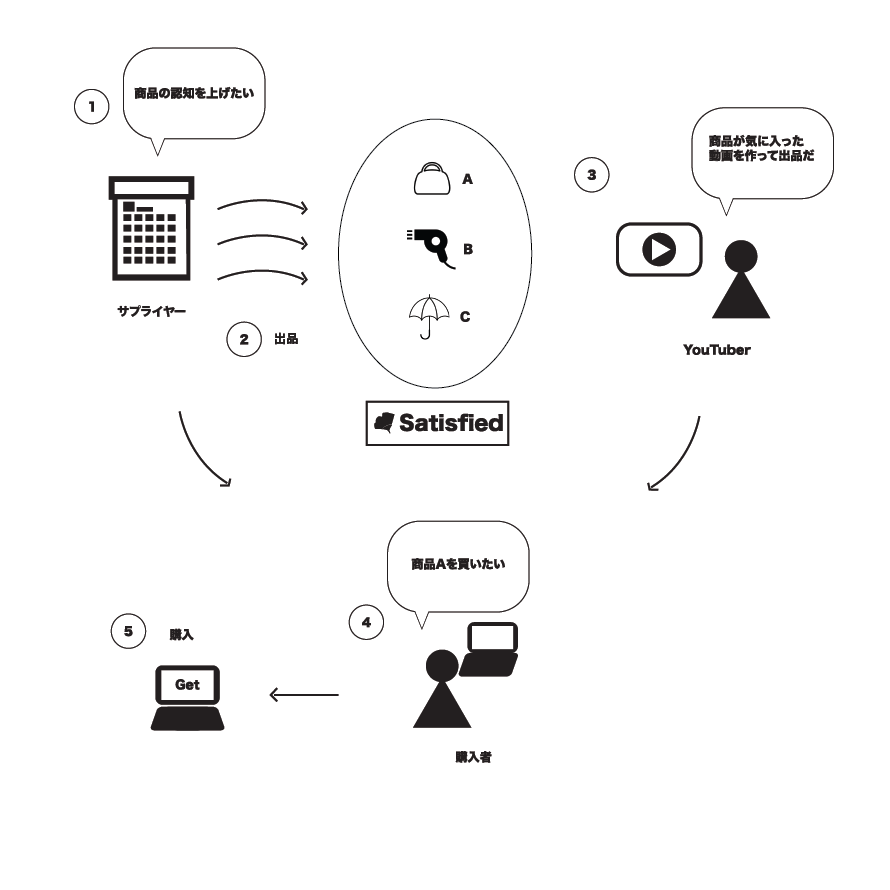 1
商品の認知を上げたい
サプライヤー
2
出品
A
B
C
Satisfied
3
商品が気に入った
動画を作って出品だ
YouTuber
4
商品Aを買いたい
購入者
5
購入
Get